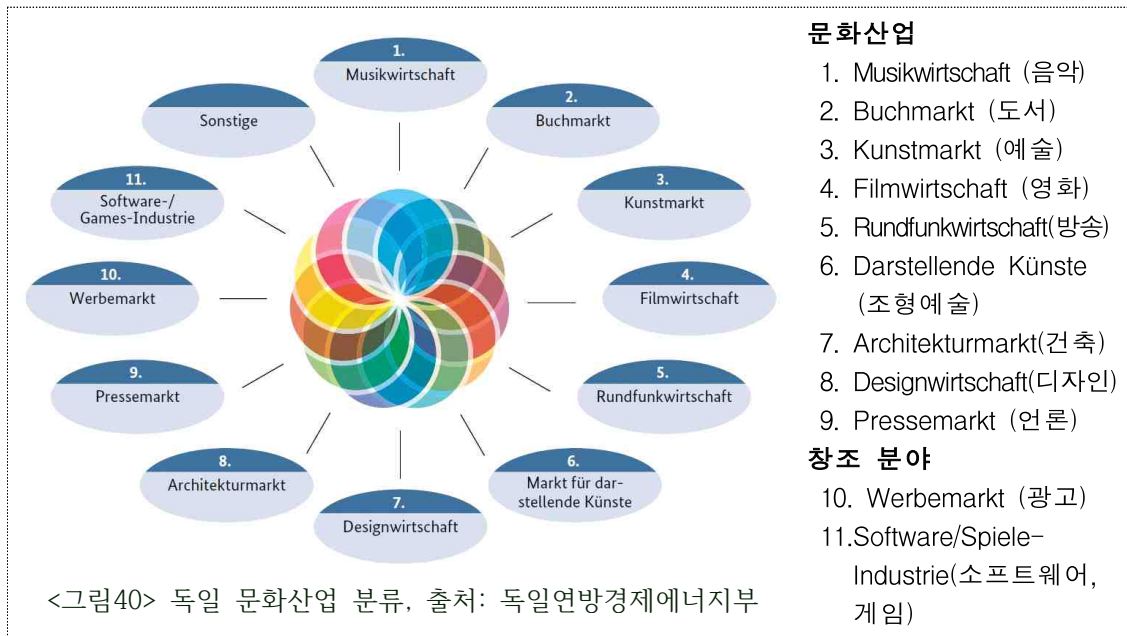 1.
Musikwirtschaft
2.
Buchmarkt
3.
Kunstmarkt
4.
Filmwirtschaft
5.
Rundfunkwirtschaft
6.
Markt für dar-
stellende Künste
7.
Designwirtschaft
8.
Architekturmarkt
9.
Pressemarkt
10.
Werbemarkt
11.
Software-/
Games-Industrie
Sonstige
<그림40> 독일 문화산업 분류, 출처: 독일연방경제에너지부
문화산업
1. Musikwirtschaft (음악)
2. Buchmarkt (도서)
3. Kunstmarkt (예술)
4. Filmwirtschaft (영화)
5. Rundfunkwirtschaft(방송)
6. Darstellende Künste
(조형예술)
7. Architekturmarkt(건축)
8. Designwirtschaft(디자인)
9. Pressemarkt (언론)
창조 분야
10. Werbemarkt (광고)
11.Software/Spiele-
Industrie(소프트웨어,
게임)